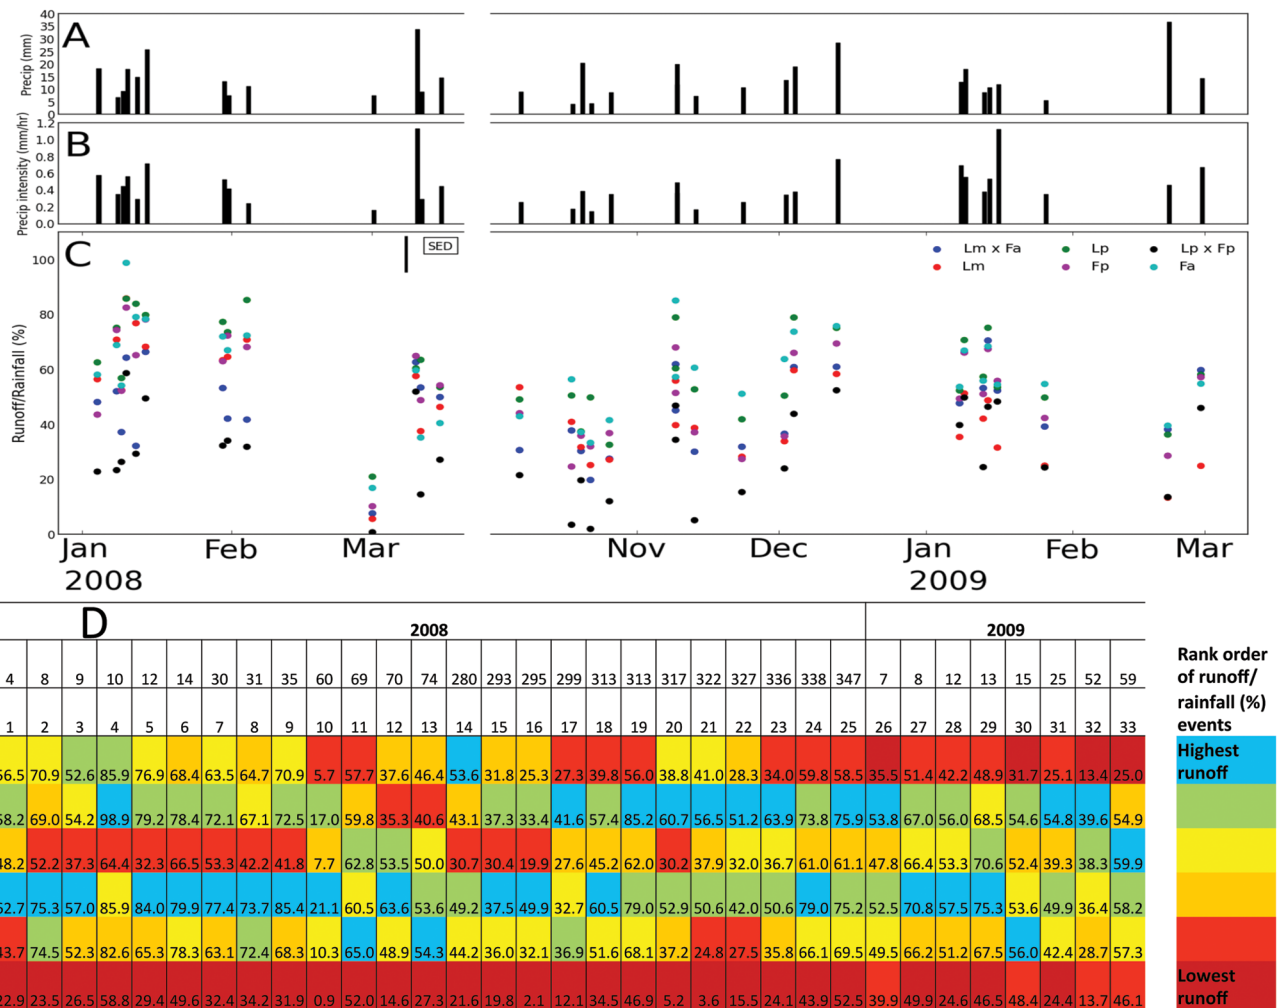 A
Precip (mm)
40
35
30
25
20
15
10
5
0
B
Precip intensity (mm/hr)
1.2
1.0
0.8
0.6
0.4
0.2
0.0
C
SED
Lm x Fa Lp Lp x Fp
Lm Fp Fa
Runoff/Rainfall (%)
100
80
60
40
20
0
Jan Feb Mar Nov Dec Jan Feb Mar
2008 2009
D 2008 2009
4 8 9 10 12 14 30 31 35 60 69 70 74 280 293 295 299 313 313 317 322 327 336 338 347 7 8 12 13 15 25 52 59
1 2 3 4 5 6 7 8 9 10 11 12 13 14 15 16 17 18 19 20 21 22 23 24 25 26 27 28 29 30 31 32 33
56.5 70.9 52.6 85.9 76.9 68.4 63.5 64.7 70.9 5.7 57.7 37.6 46.4 53.6 31.8 25.3 27.3 39.8 56.0 38.8 41.0 28.3 34.0 59.8 58.5 35.5 51.4 42.2 48.9 31.7 25.1 13.4 25.0
58.2 69.0 54.2 98.9 79.2 78.4 72.1 67.1 72.5 17.0 59.8 35.3 40.6 43.1 37.3 33.4 41.6 57.4 85.2 60.7 56.5 51.2 63.9 73.8 75.9 53.8 67.0 56.0 68.5 54.6 54.8 39.6 54.9
48.2 52.2 37.3 64.4 32.3 66.5 53.3 42.2 41.8 7.7 62.8 53.5 50.0 30.7 30.4 19.9 27.6 45.2 62.0 30.2 37.9 32.0 36.7 61.0 61.1 47.8 66.4 53.3 70.6 52.4 39.3 38.3 59.9
62.7 75.3 57.0 85.9 84.0 79.9 77.4 73.7 85.4 21.1 60.5 63.6 53.6 49.2 37.5 49.9 32.7 60.5 79.0 52.9 50.6 42.0 50.6 79.0 75.2 52.5 70.8 57.5 75.3 53.6 49.9 36.4 58.2
43.7 74.5 52.3 82.6 65.3 78.3 63.1 72.4 68.3 10.3 65.0 48.9 54.3 44.2 36.0 32.1 36.9 51.6 68.1 37.2 24.8 27.5 35.8 66.1 69.5 49.5 66.2 51.2 67.5 56.0 42.4 28.7 57.3
22.9 23.5 26.5 58.8 29.4 49.6 32.4 34.2 31.9 0.9 52.0 14.6 27.3 21.6 19.8 2.1 12.1 34.5 46.9 5.2 3.6 15.5 24.1 43.9 52.5 39.9 49.9 24.6 46.5 48.4 24.4 13.7 46.1
Rank order
of runoff/
rainfall (%)
events
Highest
runoff
Lowest
runoff